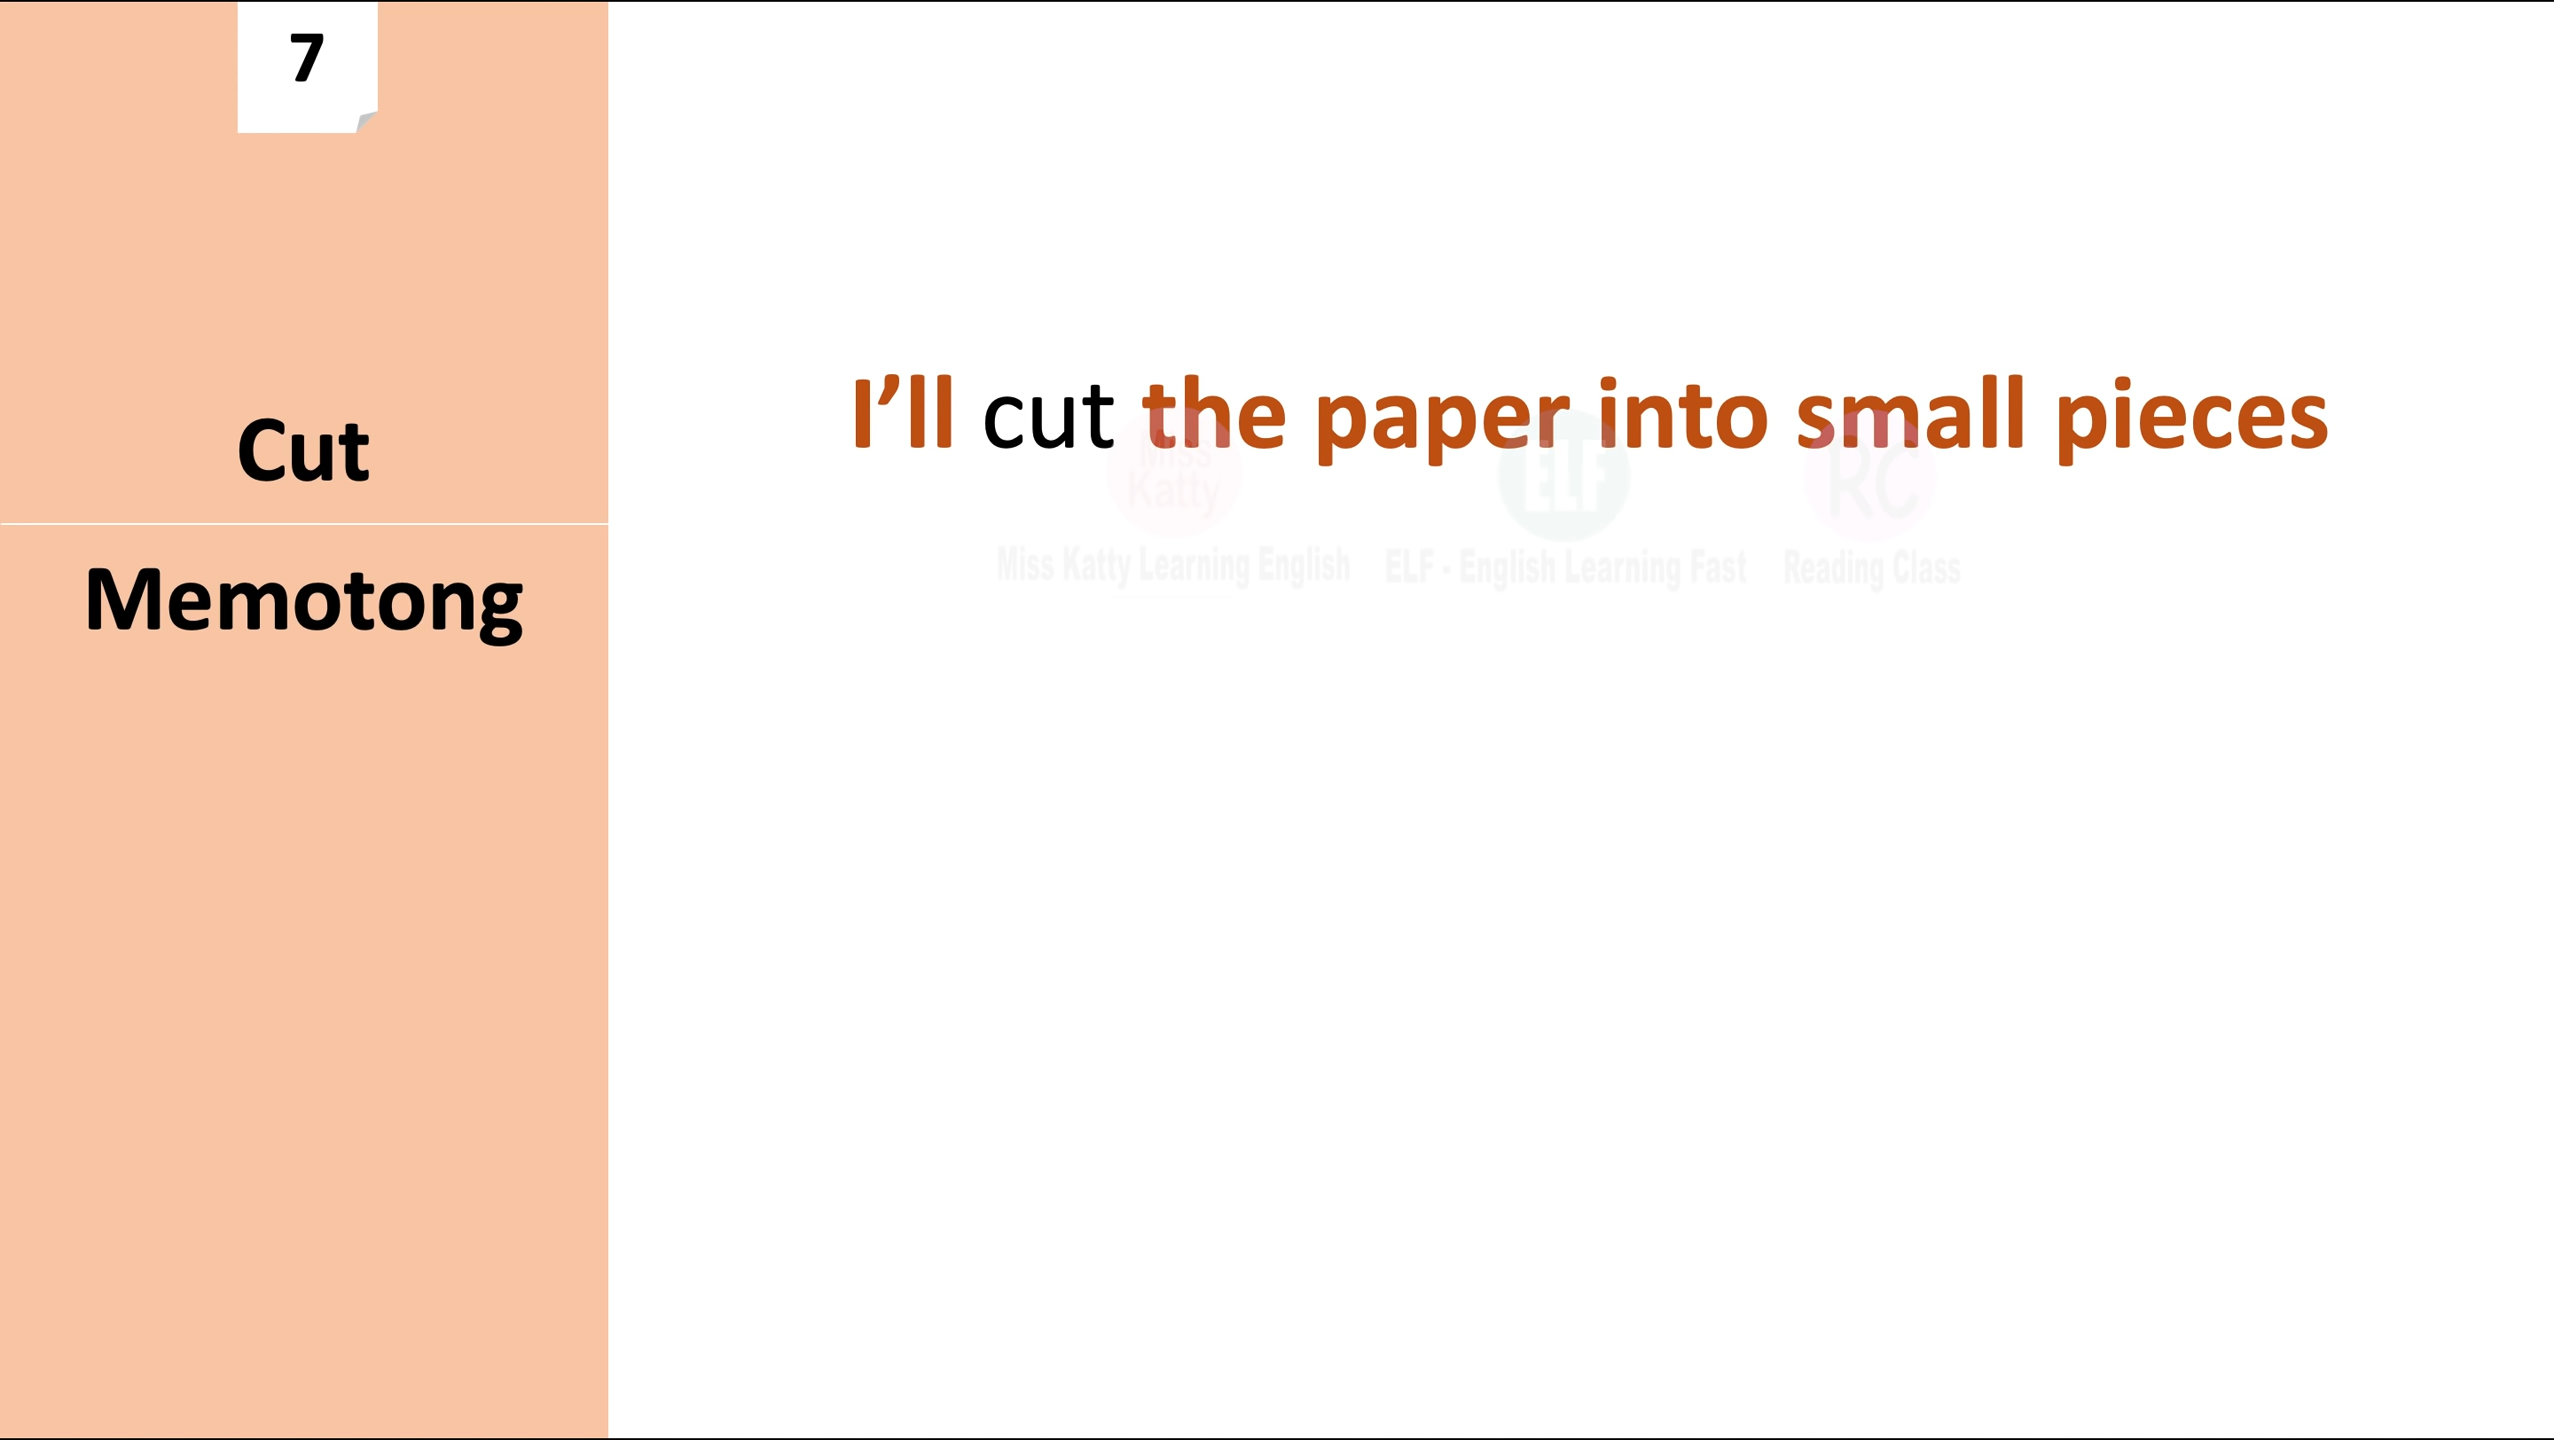 7
Cut
Memotong
I’ll cut the paper into small pieces
Miss
Katty
ELF
RC
Miss Katty Learning English
ELF - English Learning Fast
Reading Class